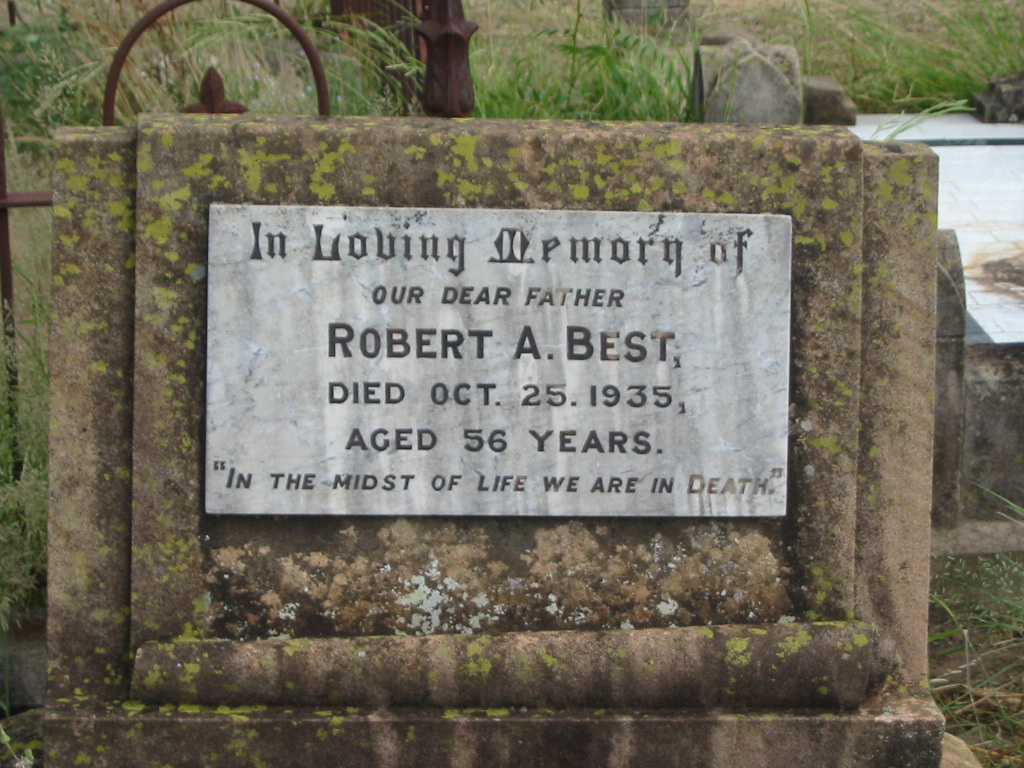 In Loving Memory of
OUR DEAR FATHER
ROBERT A. BEST,
DIED OCT. 25. 1935,
AGED 56 YEARS.
"IN THE MIDST OF LIFE WE ARE IN DEATH."